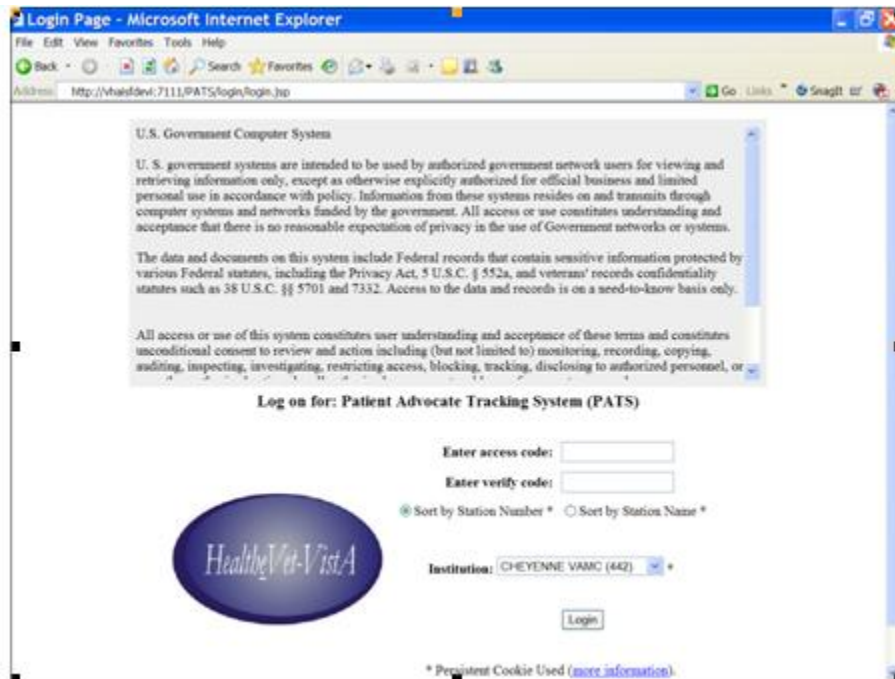 Login Page - Microsoft Internet Explorer
File Edit View Favorites Tools Help
Back Search Favorites
Address http://vhaisfdevi:7111/PATS/login/login.jsp Go Links SnagIt
U.S. Government Computer System
U. S. government systems are intended to be used by authorized government network users for viewing and
retrieving information only, except as otherwise explicitly authorized for official business and limited
personal use in accordance with policy. Information from these systems resides on and transmits through
computer systems and networks funded by the government. All access or use constitutes understanding and
acceptance that there is no reasonable expectation of privacy in the use of Government networks or systems.
The data and documents on this system include Federal records that contain sensitive information protected by
various Federal statutes, including the Privacy Act, 5 U.S.C. § 552a, and veterans' records confidentiality
statutes such as 38 U.S.C. §§ 5701 and 7332. Access to the data and records is on a need-to-know basis only.
All access or use of this system constitutes user understanding and acceptance of these terms and constitutes
unconditional consent to review and action including (but not limited to) monitoring, recording, copying,
auditing, inspecting, investigating, restricting access, blocking, tracking, disclosing to authorized personnel, or
Log on for: Patient Advocate Tracking System (PATS)
Enter access code:
Enter verify code:
Sort by Station Number * Sort by Station Name *
HealtheVet-VistA
Institution: CHEYENNE VAMC (442) *
Login
* Persistent Cookie Used (more information).